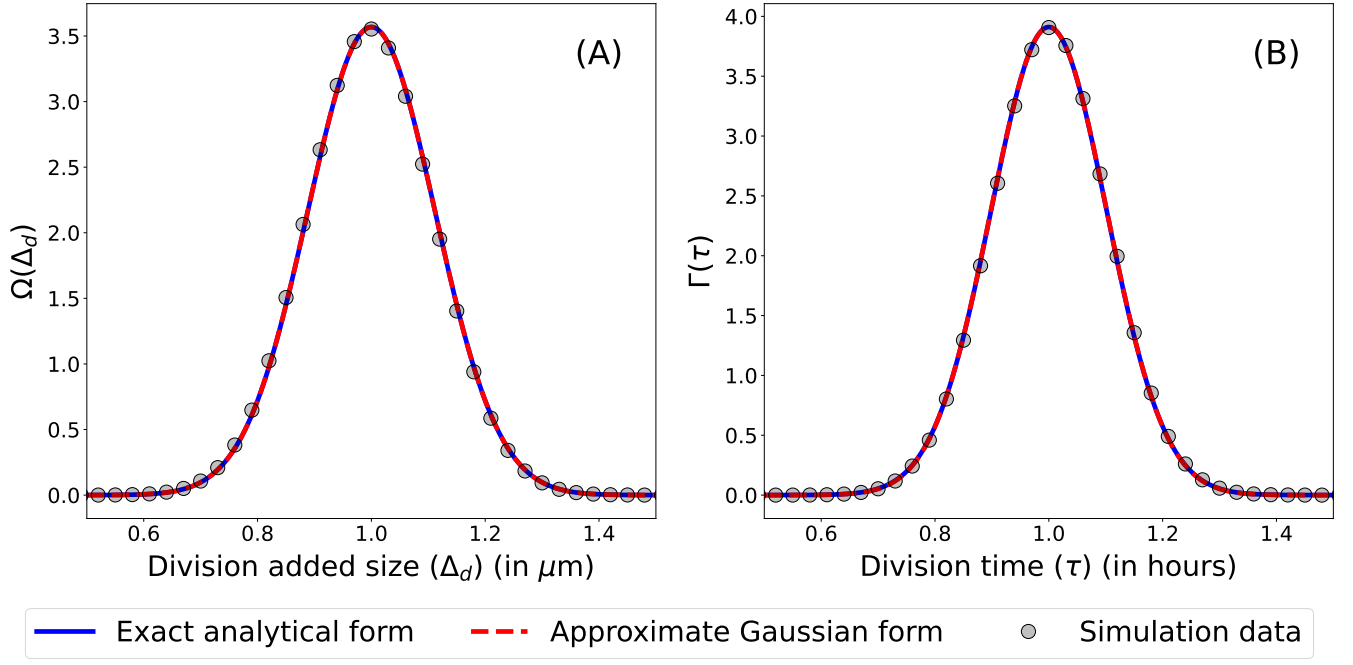 (A)
3.5
3.0
2.5
2.0
1.5
1.0
0.5
0.0
Ω(Δd)
0.6 0.8 1.0 1.2 1.4
Division added size (Δd) (in μm)
(B)
4.0
3.5
3.0
2.5
2.0
1.5
1.0
0.5
0.0
Γ(τ)
0.6 0.8 1.0 1.2 1.4
Division time (τ) (in hours)
Exact analytical form Approximate Gaussian form Simulation data